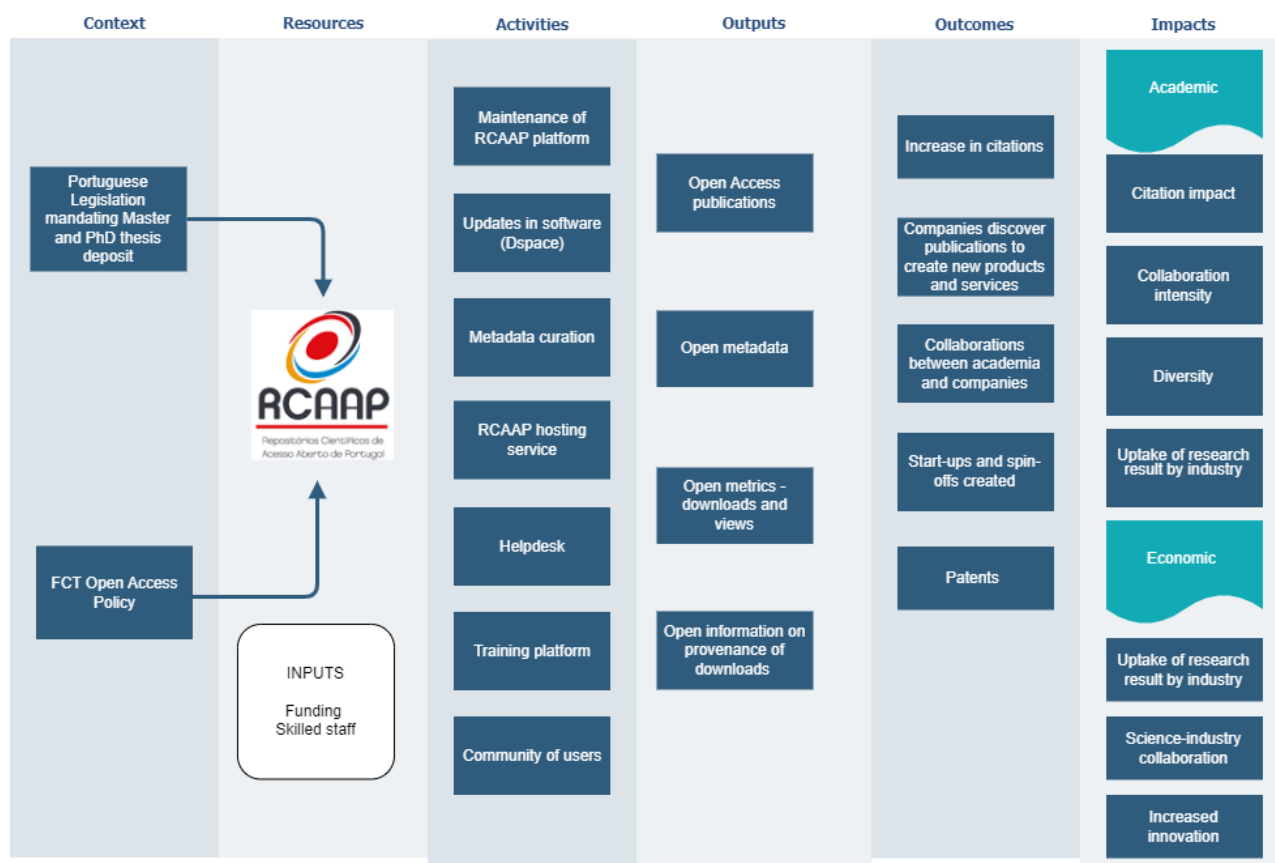 Context
Resources
Activities
Outputs
Outcomes
Impacts
Portuguese
Legislation
mandating Master
and PhD thesis
deposit
FCT Open Access
Policy
RCAAP
Repositórios Científicos de
Acesso Aberto de Portugal
INPUTS
Funding
Skilled staff
Maintenance of
RCAAP platform
Updates in software
(Dspace)
Metadata curation
RCAAP hosting
service
Helpdesk
Training platform
Community of users
Open Access
publications
Open metadata
Open metrics -
downloads and
views
Open information on
provenance of
downloads
Increase in citations
Companies discover
publications to
create new products
and services
Collaborations
between academia
and companies
Start-ups and spin-
offs created
Patents
Academic
Citation impact
Collaboration
intensity
Diversity
Uptake of research
result by industry
Economic
Uptake of research
result by industry
Science-industry
collaboration
Increased
innovation